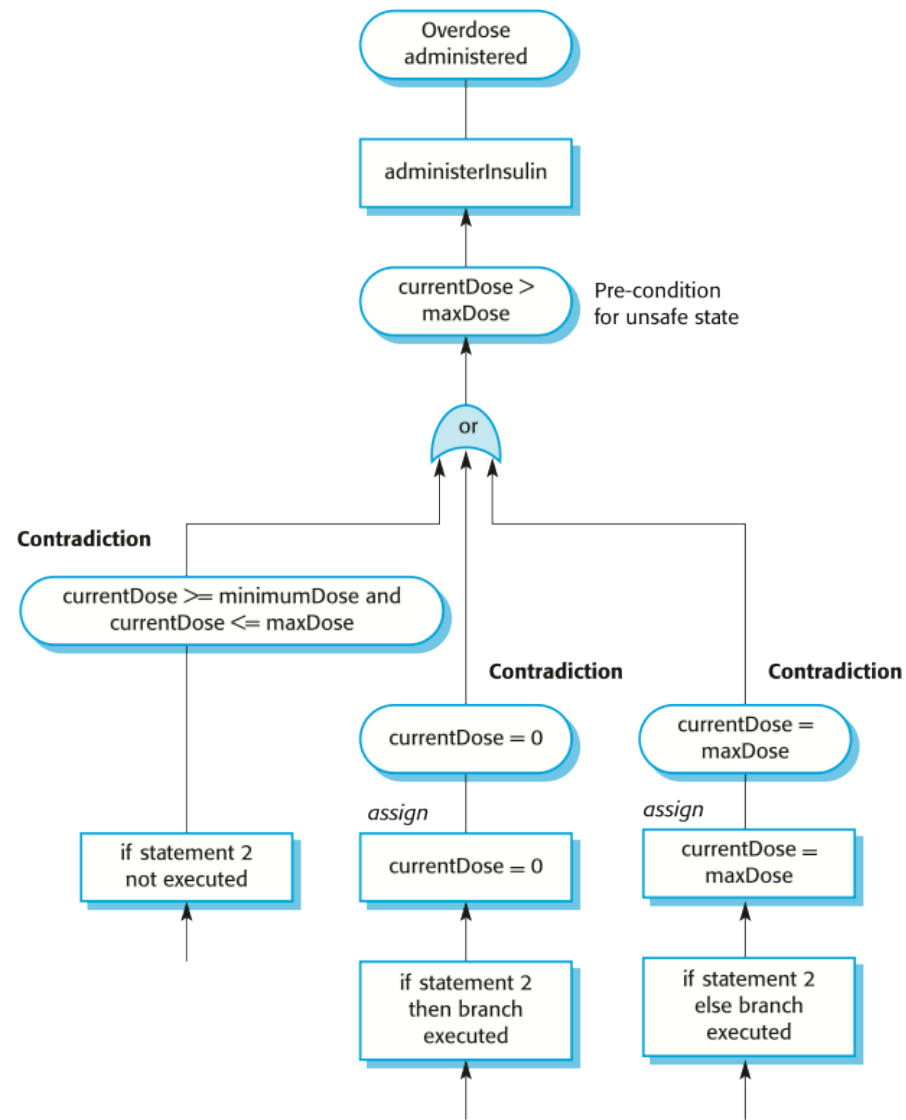 Overdose
administered
administerInsulin
currentDose >
maxDose
Pre-condition
for unsafe state
or
Contradiction
currentDose >= minimumDose and
currentDose <= maxDose
Contradiction
Contradiction
currentDose = 0
currentDose =
maxDose
assign
assign
if statement 2
not executed
currentDose = 0
currentDose =
maxDose
if statement 2
then branch
executed
if statement 2
else branch
executed